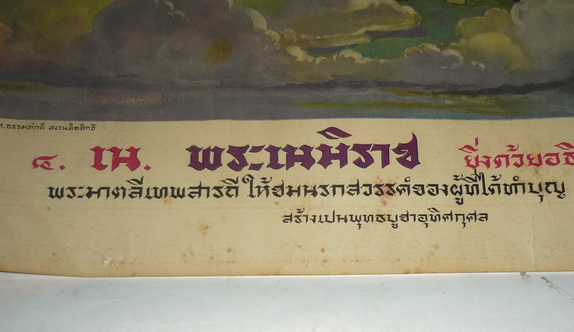 ส.ธรรมภักดี สงวนลิขสิทธิ์
๔. เน. พระเนมิราช ยิ่งด้วยอธิ
พระมาตลีเทพสารถี ให้ชมนรกสวรรค์ของผู้ที่ได้ทำบุญ
สร้างเปนพุทธบูชาอุทิศกุศล